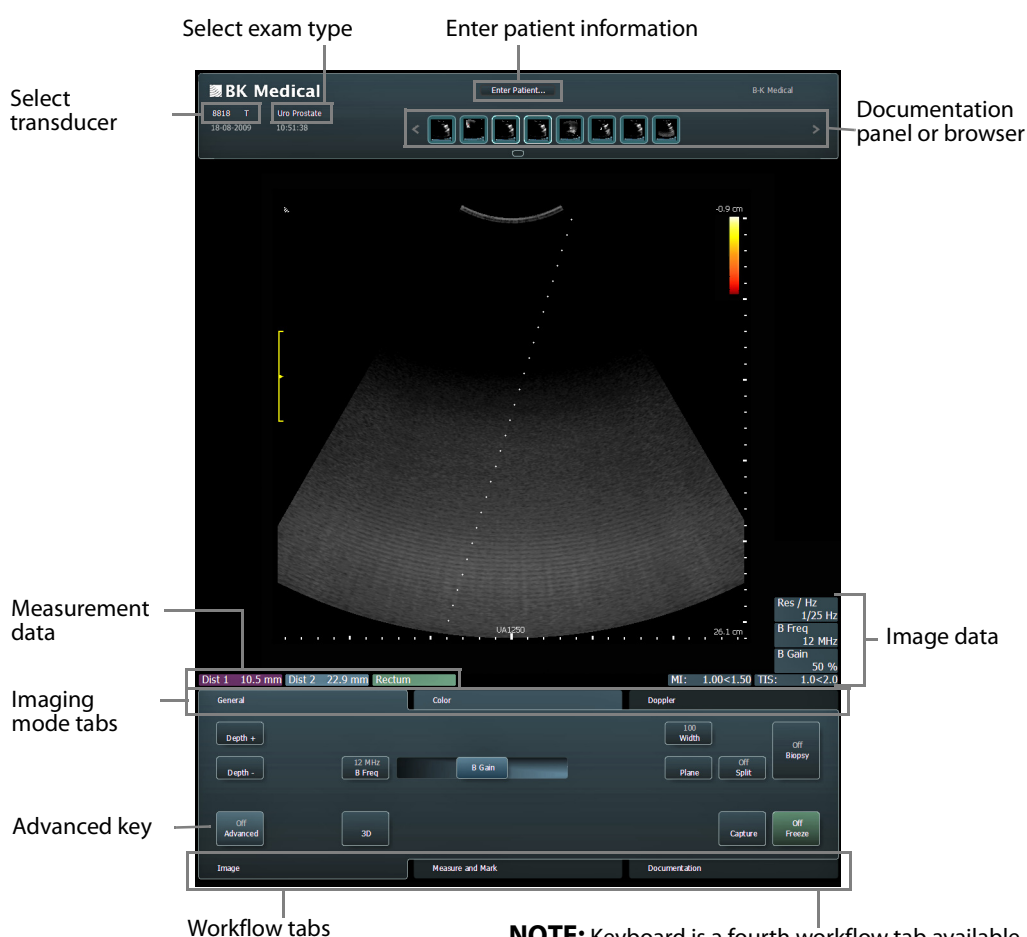 Select exam type
Enter patient information
Select
transducer
Documentation
panel or browser
BK Medical
Enter Patient...
B-K Medical
8818 T
Uro Prostate
18-08-2009
10:51:38
<
>
-0.9 cm
UA1250
26.1 cm
Res / Hz
1/25 Hz
B Freq
12 MHz
B Gain
50 %
Image data
Measurement
data
Dist 1 10.5 mm
Dist 2 22.9 mm
Rectum
MI: 1.00<1.50
TIS: 1.0<2.0
Imaging
mode tabs
General
Color
Doppler
Depth +
100
Width
Off
Biopsy
Depth -
12 MHz
B Freq
B Gain
Plane
Off
Split
Advanced key
Off
Advanced
3D
Capture
Off
Freeze
Image
Measure and Mark
Documentation
Workflow tabs
NOTE: Keyboard is a fourth workflow tab available